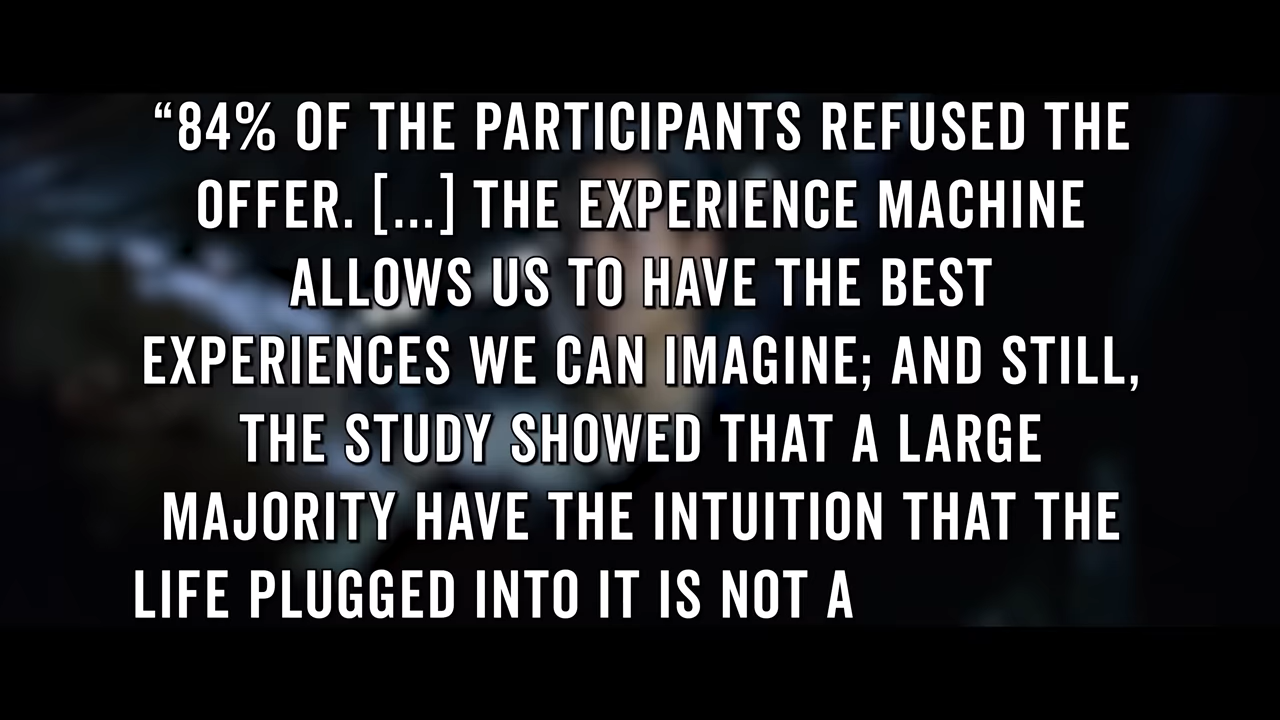 “84% OF THE PARTICIPANTS REFUSED THE
OFFER. [...] THE EXPERIENCE MACHINE
ALLOWS US TO HAVE THE BEST
EXPERIENCES WE CAN IMAGINE; AND STILL,
THE STUDY SHOWED THAT A LARGE
MAJORITY HAVE THE INTUITION THAT THE
LIFE PLUGGED INTO IT IS NOT A